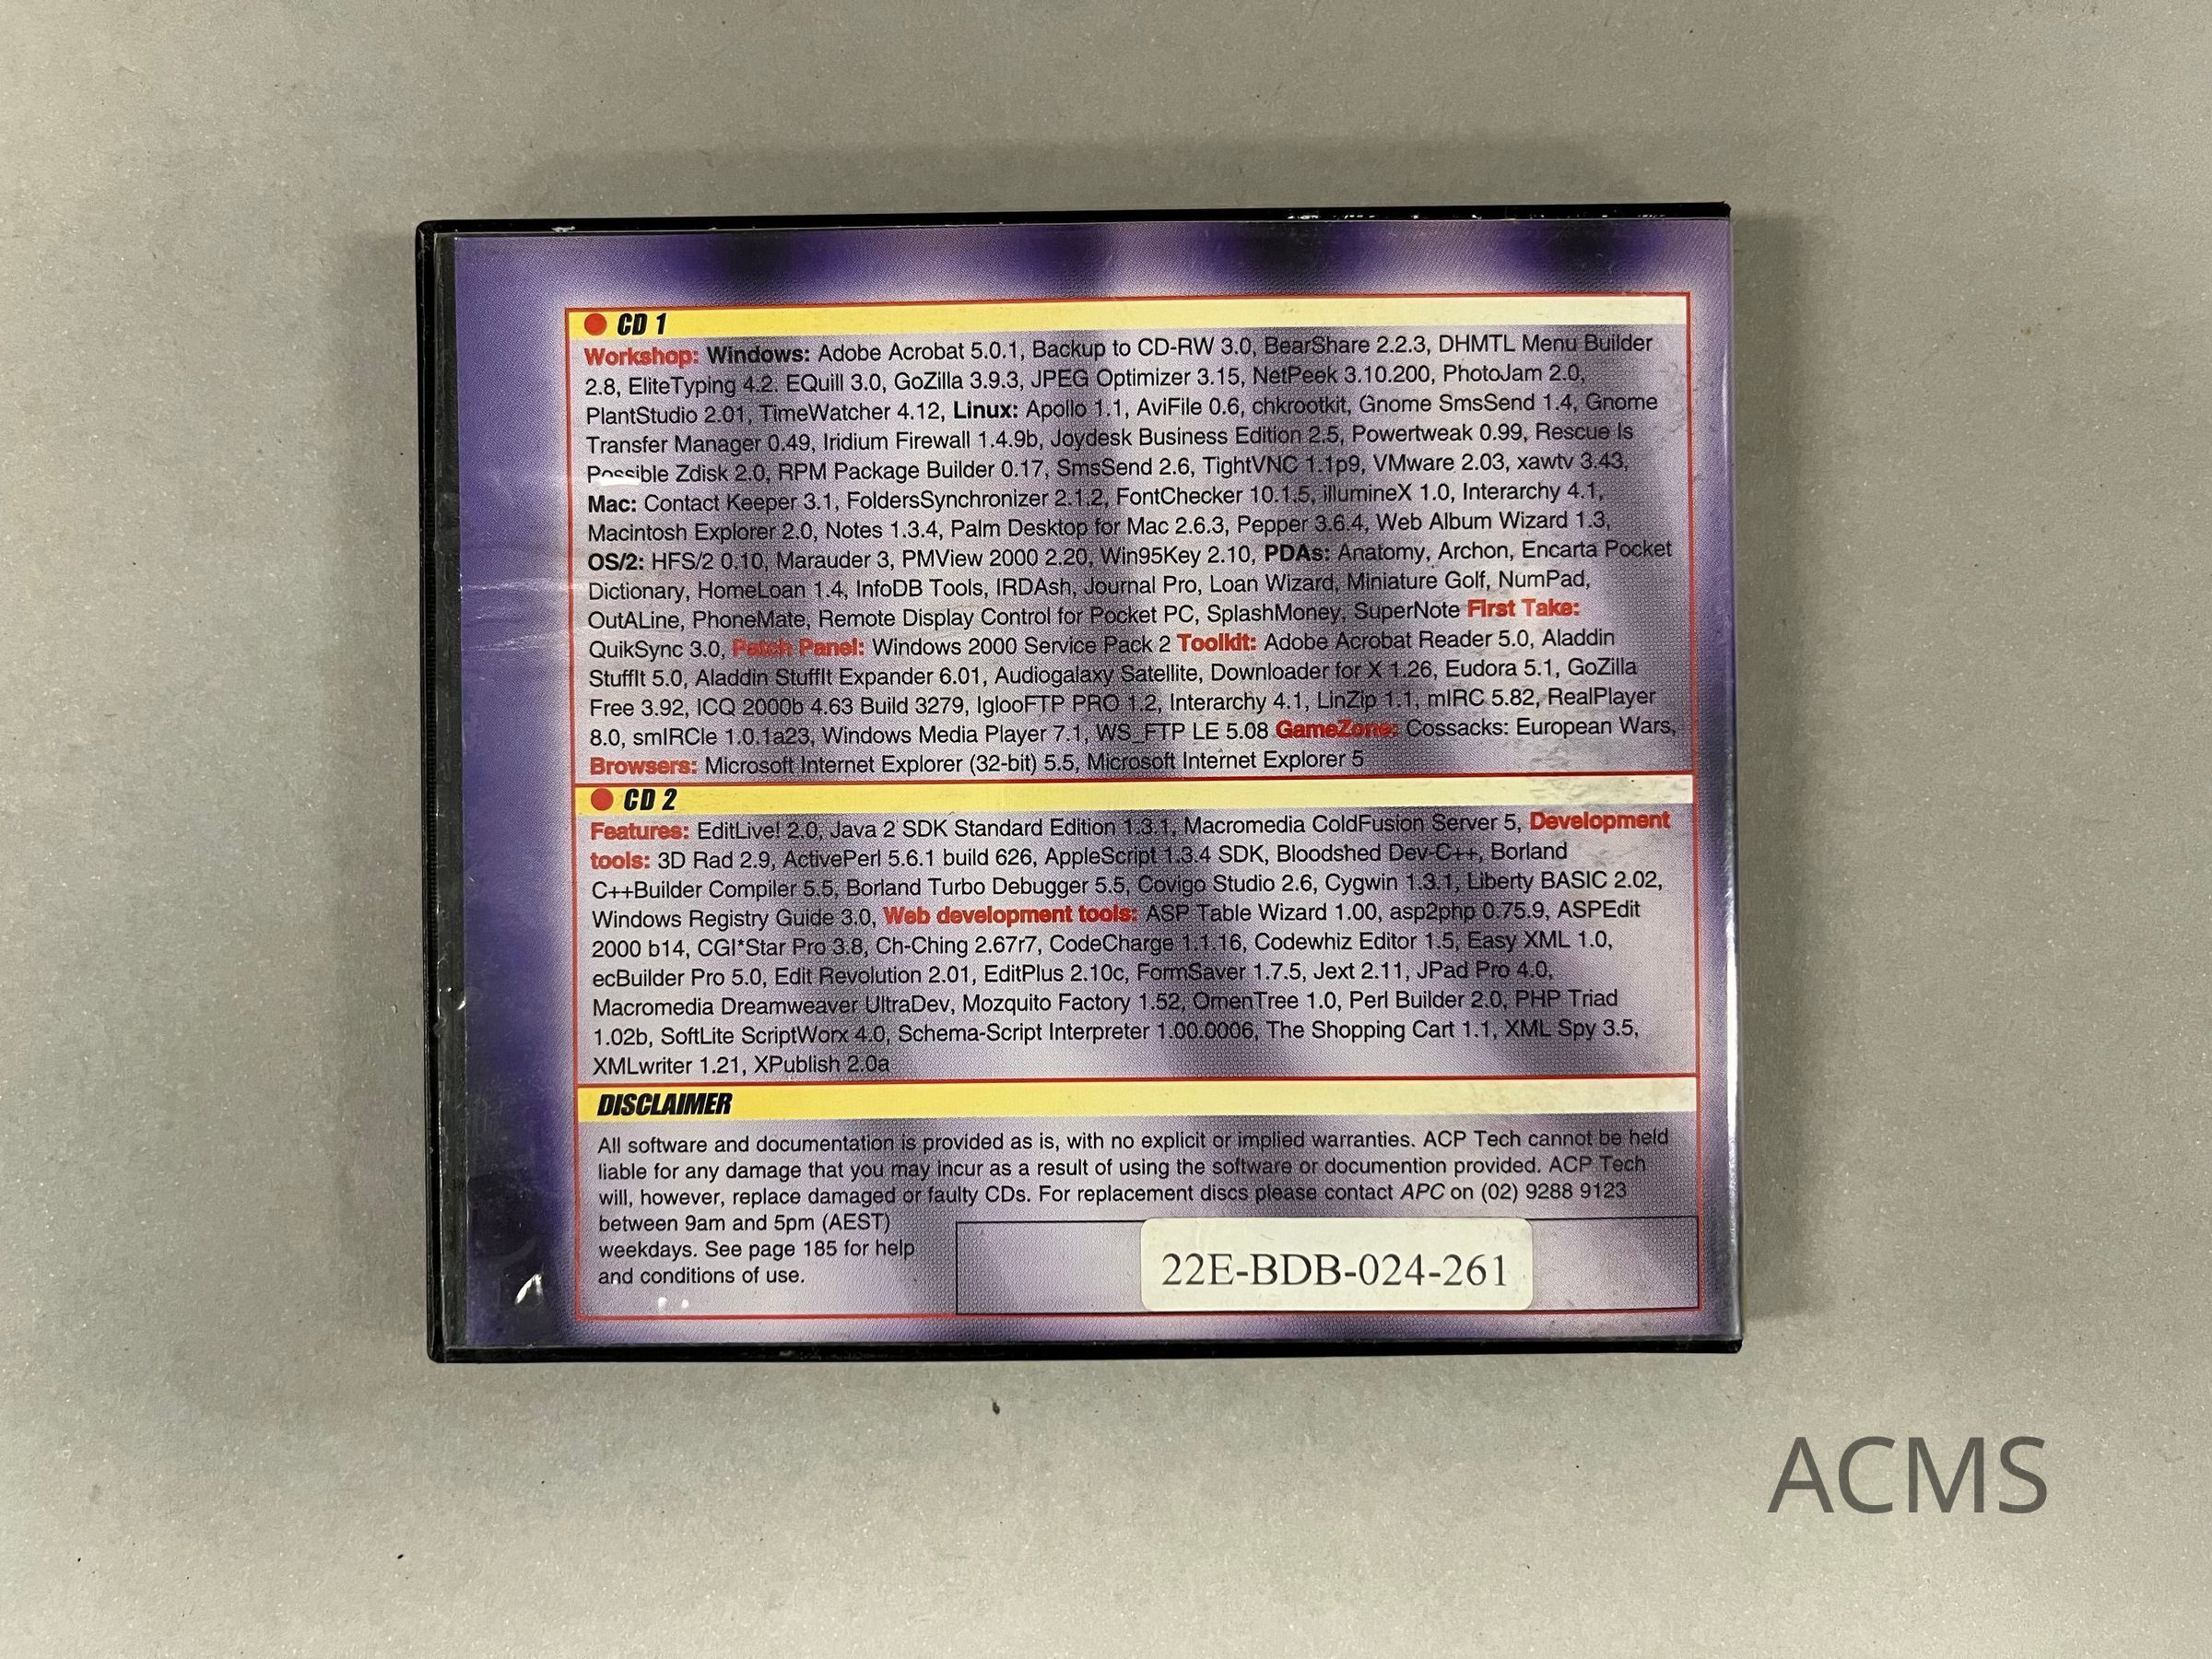 CD 1
Workshop: Windows: Adobe Acrobat 5.0.1, Backup to CD-RW 3.0, BearShare 2.2.3, DHMTL Menu Builder
2.8, EliteTyping 4.2. EQuill 3.0, GoZilla 3.9.3, JPEG Optimizer 3.15, NetPeek 3.10.200, PhotoJam 2.0,
PlantStudio 2.01, TimeWatcher 4.12, Linux: Apollo 1.1, AviFile 0.6, chkrootkit, Gnome SmsSend 1.4, Gnome
Transfer Manager 0.49, Iridium Firewall 1.4.9b, Joydesk Business Edition 2.5, Powertweak 0.99, Rescue Is
Possible Zdisk 2.0, RPM Package Builder 0.17, SmsSend 2.6, TightVNC 1.1p9, VMware 2.03, xawtv 3.43,
Mac: Contact Keeper 3.1, FoldersSynchronizer 2.1.2, FontChecker 10.1.5, illumineX 1.0, Interarchy 4.1,
Macintosh Explorer 2.0, Notes 1.3.4, Palm Desktop for Mac 2.6.3, Pepper 3.6.4, Web Album Wizard 1.3,
OS/2: HFS/2 0.10, Marauder 3, PMView 2000 2.20, Win95Key 2.10, PDAs: Anatomy, Archon, Encarta Pocket
Dictionary, HomeLoan 1.4, InfoDB Tools, IRDAsh, Journal Pro, Loan Wizard, Miniature Golf, NumPad,
OutALine, PhoneMate, Remote Display Control for Pocket PC, SplashMoney, SuperNote First Take:
QuikSync 3.0, Patch Panel: Windows 2000 Service Pack 2 Toolkit: Adobe Acrobat Reader 5.0, Aladdin
StuffIt 5.0, Aladdin StuffIt Expander 6.01, Audiogalaxy Satellite, Downloader for X 1.26, Eudora 5.1, GoZilla
Free 3.92, ICQ 2000b 4.63 Build 3279, IglooFTP PRO 1.2, Interarchy 4.1, LinZip 1.1, mIRC 5.82, RealPlayer
8.0, smIRCle 1.0.1a23, Windows Media Player 7.1, WS_FTP LE 5.08 GameZone: Cossacks: European Wars,
Browsers: Microsoft Internet Explorer (32-bit) 5.5, Microsoft Internet Explorer 5
CD 2
Features: EditLive! 2.0, Java 2 SDK Standard Edition 1.3.1, Macromedia ColdFusion Server 5, Development
tools: 3D Rad 2.9, ActivePerl 5.6.1 build 626, AppleScript 1.3.4 SDK, Bloodshed Dev-C++, Borland
C++Builder Compiler 5.5, Borland Turbo Debugger 5.5, Covigo Studio 2.6, Cygwin 1.3.1, Liberty BASIC 2.02,
Windows Registry Guide 3.0, Web development tools: ASP Table Wizard 1.00, asp2php 0.75.9, ASPEdit
2000 b14, CGI*Star Pro 3.8, Ch-Ching 2.67r7, CodeCharge 1.1.16, Codewhiz Editor 1.5, Easy XML 1.0,
ecBuilder Pro 5.0, Edit Revolution 2.01, EditPlus 2.10c, FormSaver 1.7.5, Jext 2.11, JPad Pro 4.0,
Macromedia Dreamweaver UltraDev, Mozquito Factory 1.52, OmenTree 1.0, Perl Builder 2.0, PHP Triad
1.02b, SoftLite ScriptWorx 4.0, Schema-Script Interpreter 1.00.0006, The Shopping Cart 1.1, XML Spy 3.5,
XMLwriter 1.21, XPublish 2.0a
DISCLAIMER
All software and documentation is provided as is, with no explicit or implied warranties. ACP Tech cannot be held
liable for any damage that you may incur as a result of using the software or documention provided. ACP Tech
will, however, replace damaged or faulty CDs. For replacement discs please contact APC on (02) 9288 9123
between 9am and 5pm (AEST)
weekdays. See page 185 for help
and conditions of use.
22E-BDB-024-261
ACMS